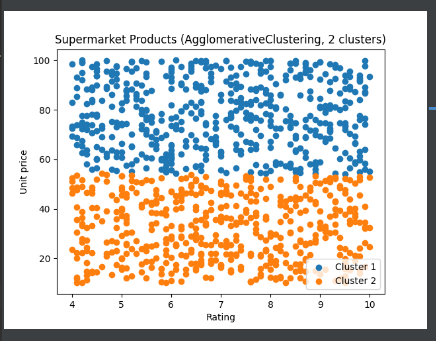 Supermarket Products (AgglomerativeClustering, 2 clusters)
100
80
60
40
20
Unit price
Cluster 1
Cluster 2
4 5 6 7 8 9 10
Rating